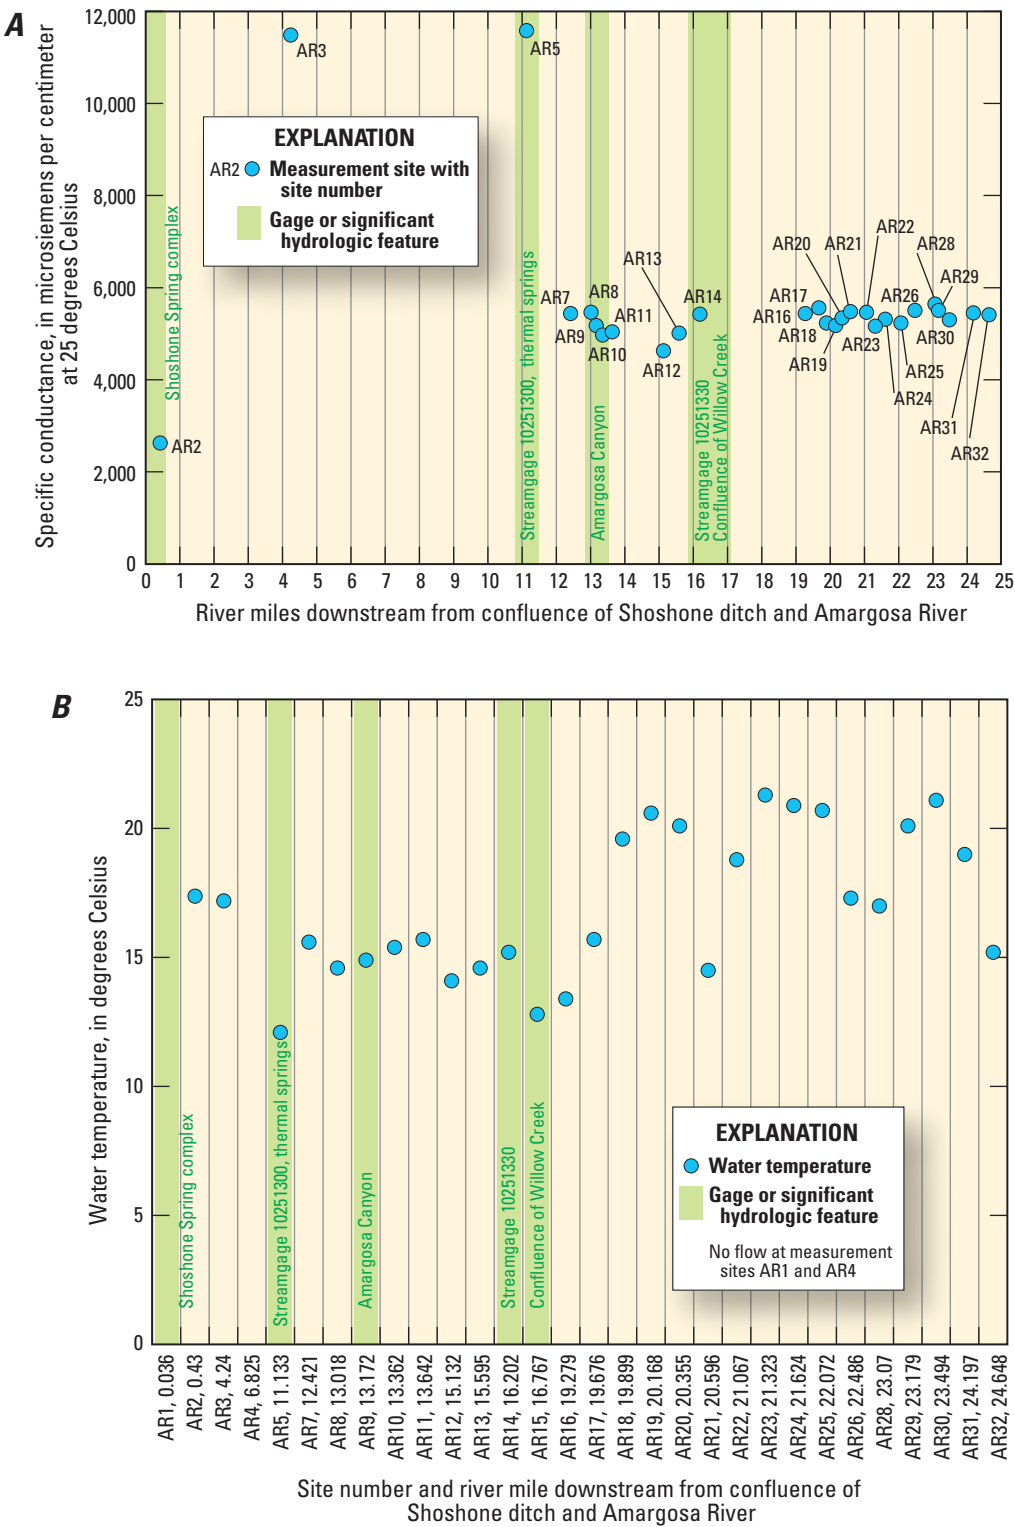 A
Specific conductance, in microsiemens per centimeter
at 25 degrees Celsius
12,000
10,000
8,000
6,000
4,000
2,000
0
0 1 2 3 4 5 6 7 8 9 10 11 12 13 14 15 16 17 18 19 20 21 22 23 24 25
River miles downstream from confluence of Shoshone ditch and Amargosa River
EXPLANATION
AR2 Measurement site with
site number
Gage or significant
hydrologic feature
Shoshone Spring complex
Streamgage 10251300, thermal springs
Amargosa Canyon
Streamgage 10251330
Confluence of Willow Creek
AR2
AR3
AR5
AR7
AR8
AR9
AR10
AR11
AR12
AR13
AR14
AR16
AR17
AR18
AR19
AR20
AR21
AR22
AR23
AR24
AR25
AR26
AR28
AR29
AR30
AR31
AR32
B
Water temperature, in degrees Celsius
25
20
15
10
5
0
Shoshone Spring complex
Streamgage 10251300, thermal springs
Amargosa Canyon
Streamgage 10251330
Confluence of Willow Creek
EXPLANATION
Water temperature
Gage or significant
hydrologic feature
No flow at measurement
sites AR1 and AR4
AR1, 0.036
AR2, 0.43
AR3, 4.24
AR4, 6.825
AR5, 11.133
AR7, 12.421
AR8, 13.018
AR9, 13.172
AR10, 13.362
AR11, 13.642
AR12, 15.132
AR13, 15.595
AR14, 16.202
AR15, 16.767
AR16, 19.279
AR17, 19.676
AR18, 19.899
AR19, 20.168
AR20, 20.355
AR21, 20.596
AR22, 21.067
AR23, 21.323
AR24, 21.624
AR25, 22.072
AR26, 22.486
AR28, 23.07
AR29, 23.179
AR30, 23.494
AR31, 24.197
AR32, 24.648
Site number and river mile downstream from confluence of
Shoshone ditch and Amargosa River